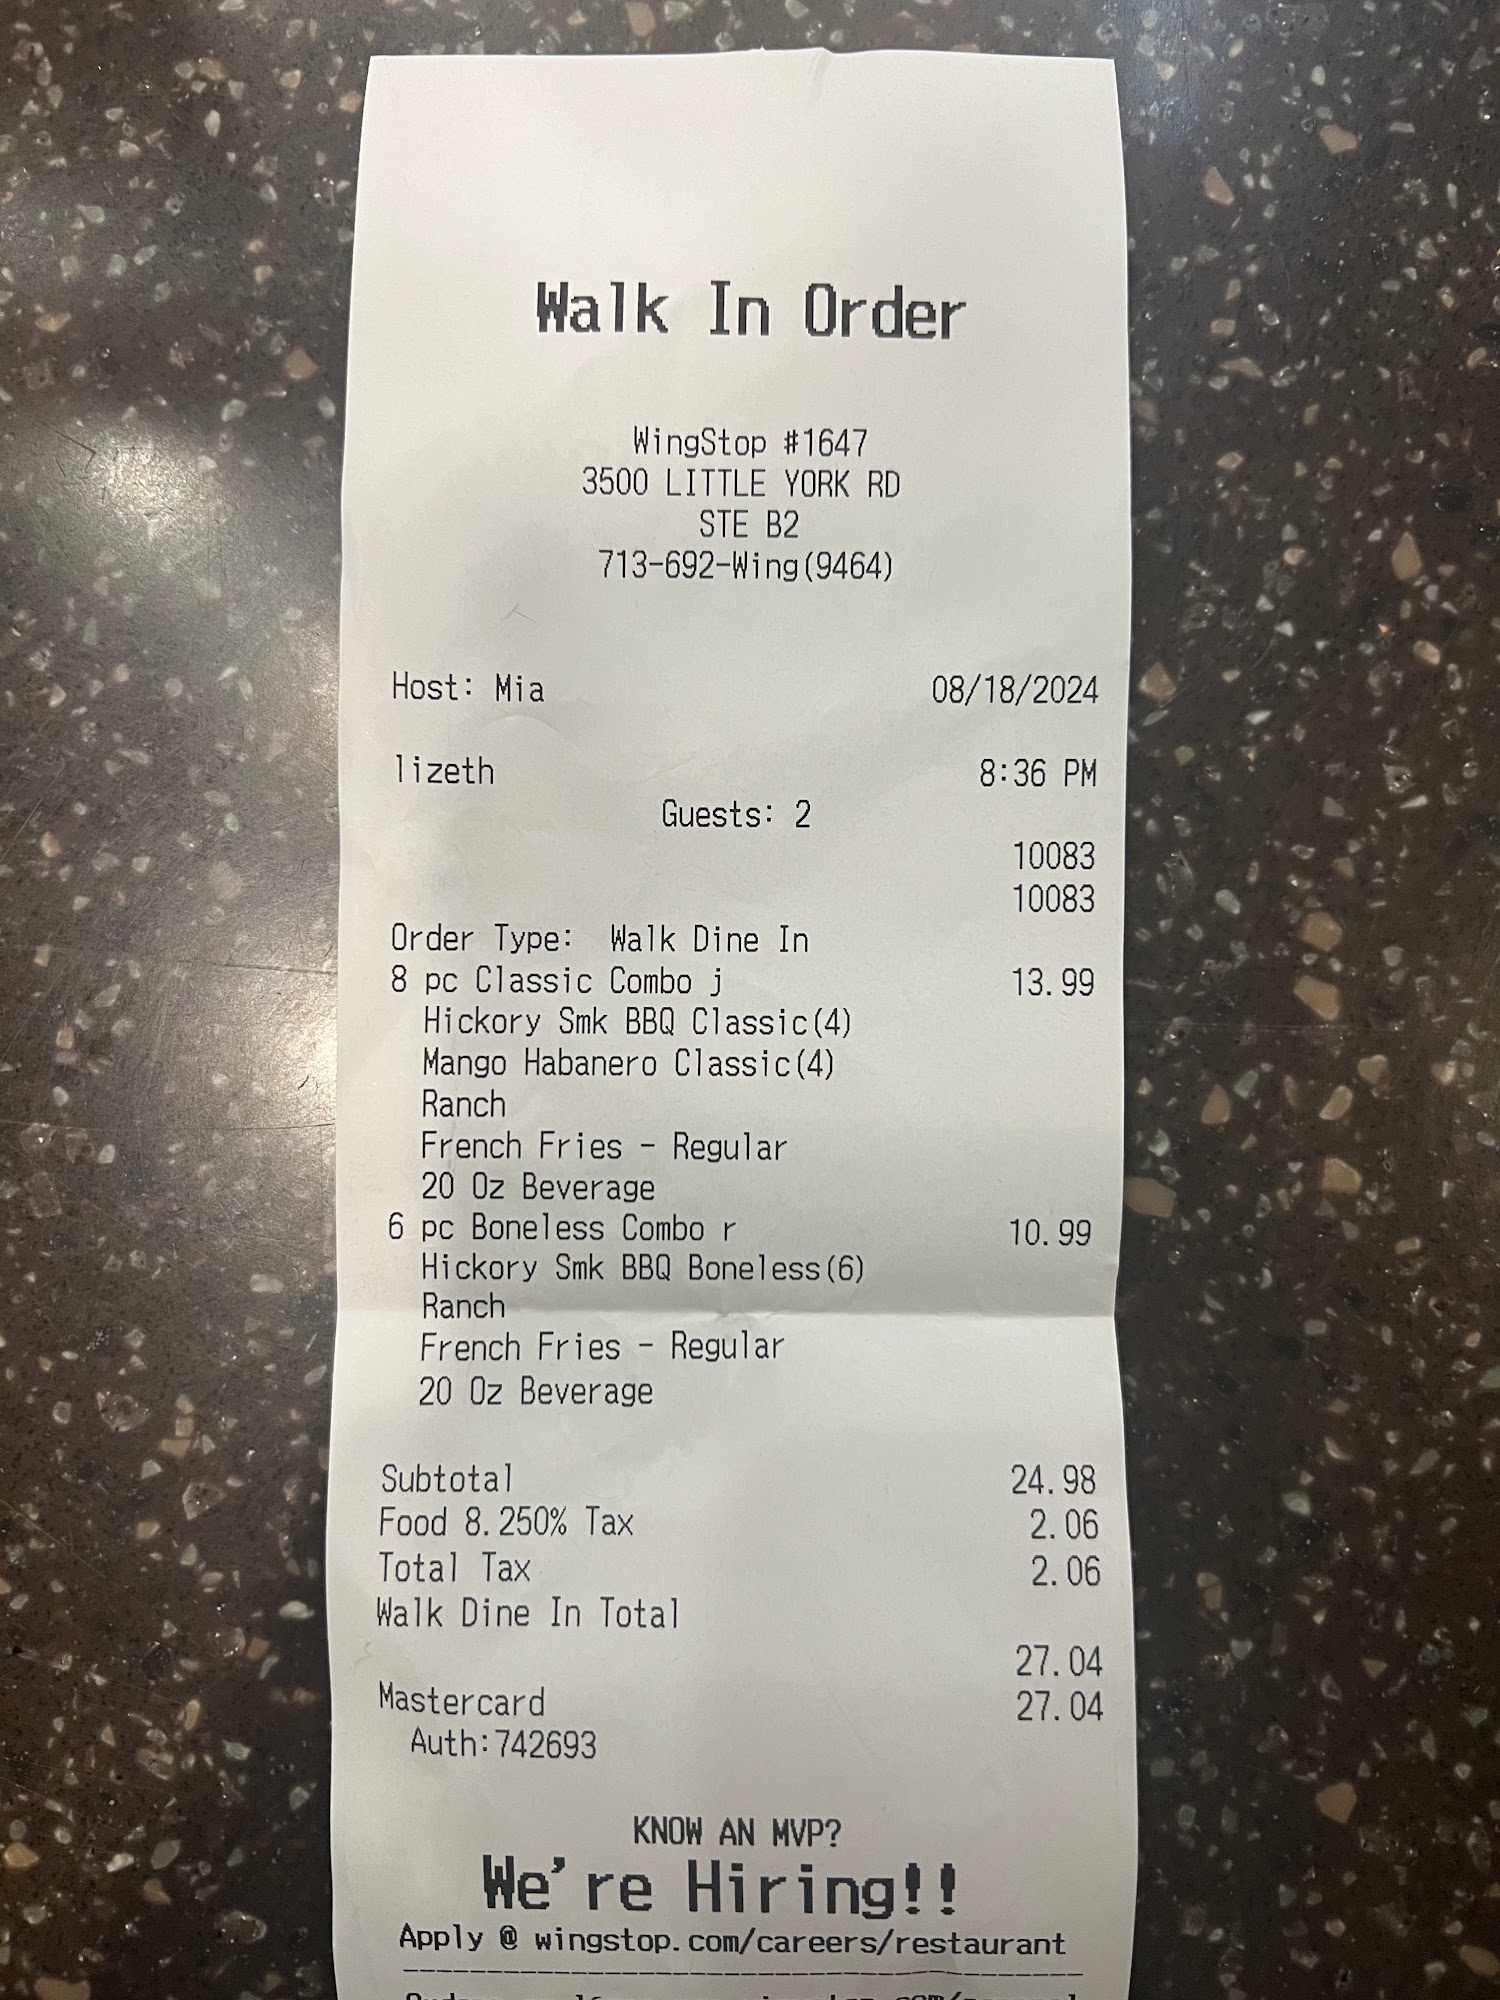 Walk In Order
WingStop #1647
3500 LITTLE YORK RD
STE B2
713-692-Wing(9464)
Host: Mia 08/18/2024
lizeth 8:36 PM
Guests: 2
10083
10083
Order Type: Walk Dine In
8 pc Classic Combo j 13.99
Hickory Smk BBQ Classic(4)
Mango Habanero Classic(4)
Ranch
French Fries - Regular
20 Oz Beverage
6 pc Boneless Combo r 10.99
Hickory Smk BBQ Boneless(6)
Ranch
French Fries - Regular
20 Oz Beverage
Subtotal 24.98
Food 8.250% Tax 2.06
Total Tax 2.06
Walk Dine In Total
27.04
Mastercard 27.04
Auth:742693
KNOW AN MVP?
We're Hiring!!
Apply @ wingstop.com/careers/restaurant